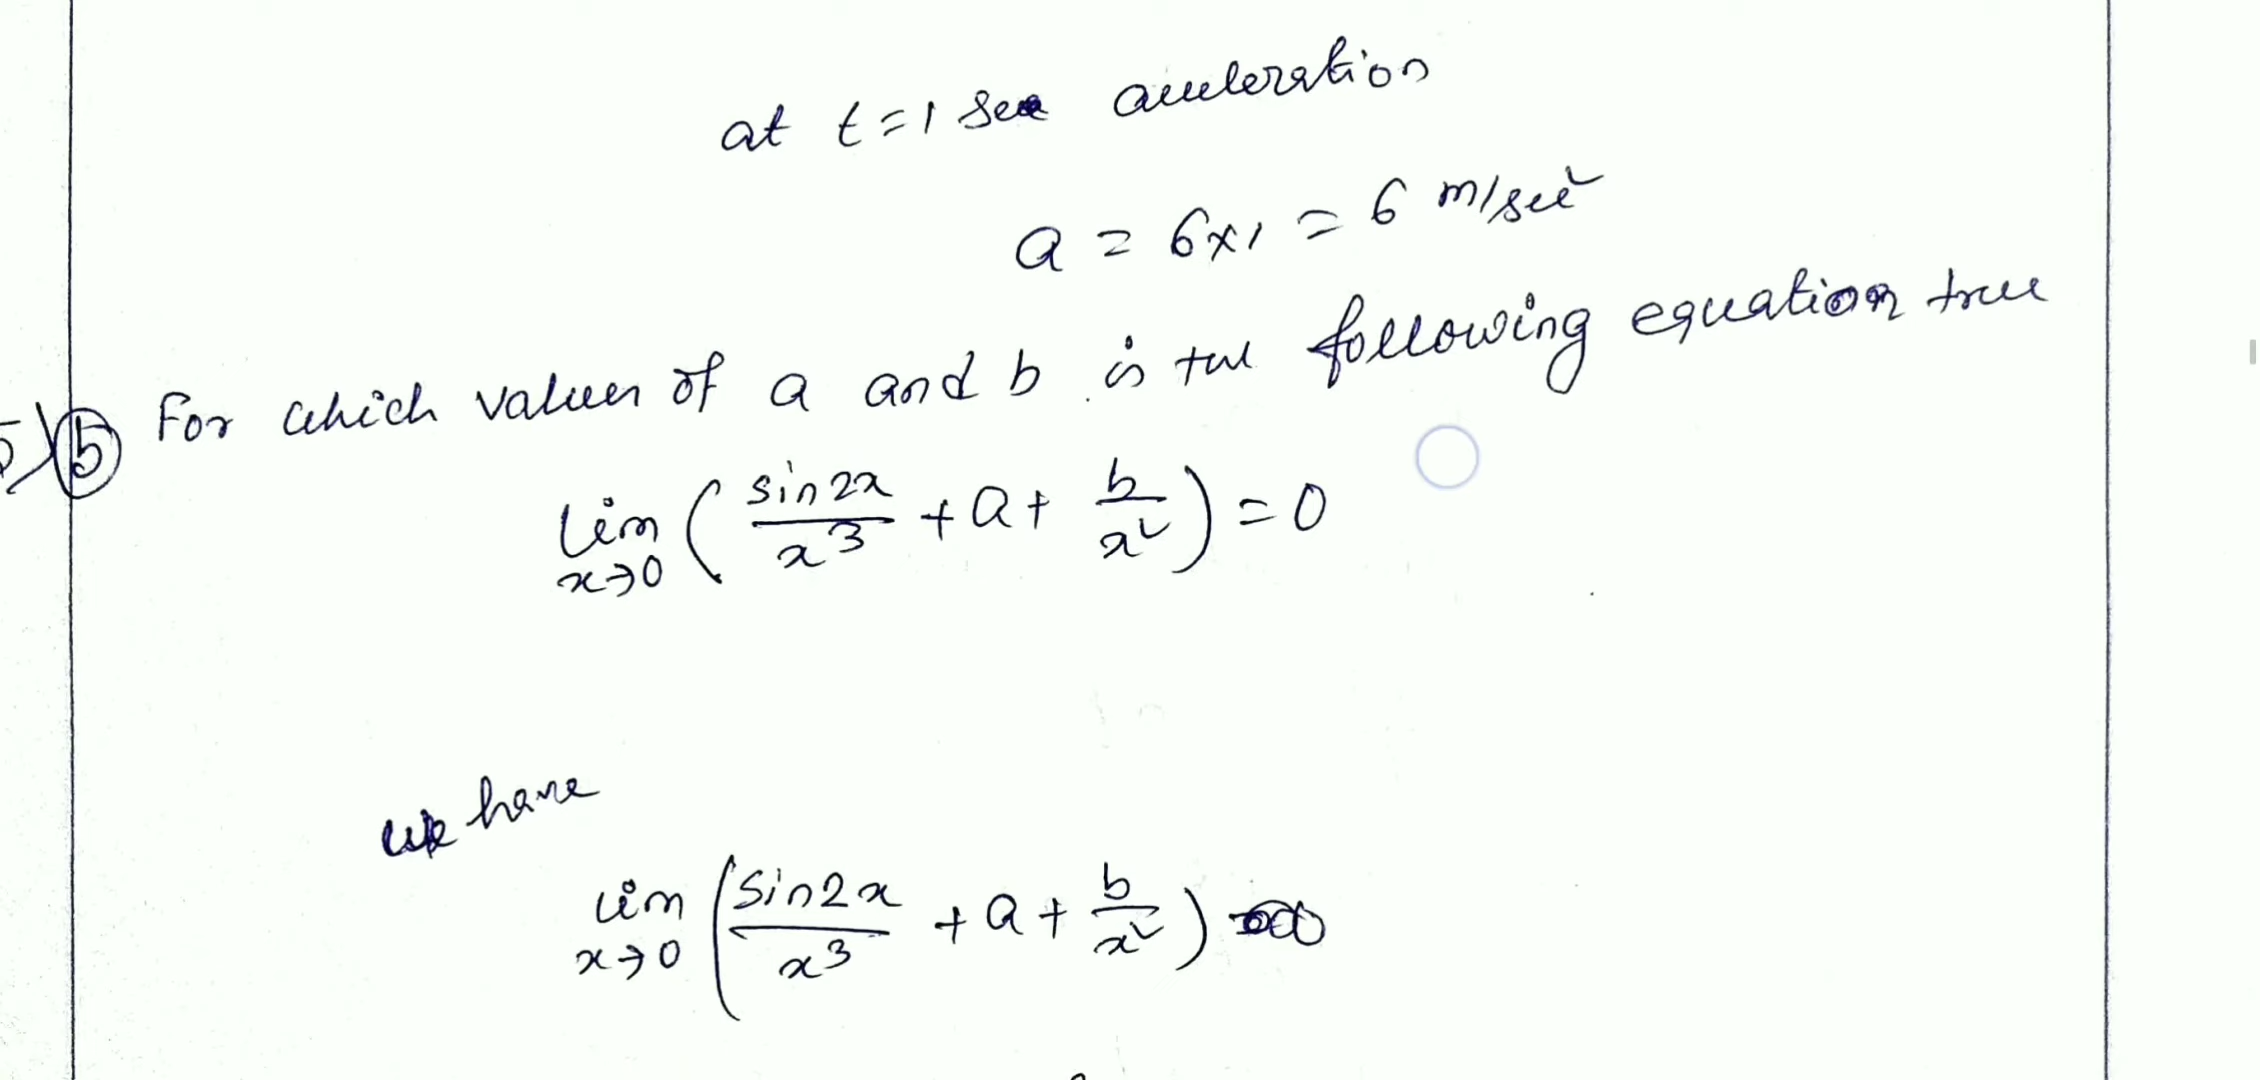 at t=1 sec acceleration
a = 6×1 = 6 m/sec²
5) (b) For which values of a and b is the following equation true
lim x→0 ( sin2x/x³ + a + b/x² ) = 0
we have
lim x→0 ( sin2x/x³ + a + b/x² )